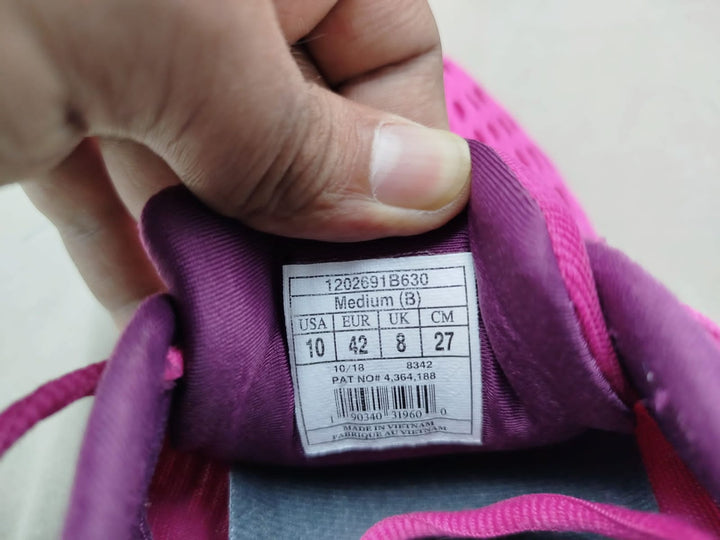 1202691B630
Medium (B)
USA EUR UK CM
10 42 8 27
10/18 8342
PAT NO# 4,364,188
1 90340 31960 0
MADE IN VIETNAM
FABRIQUE AU VIETNAM